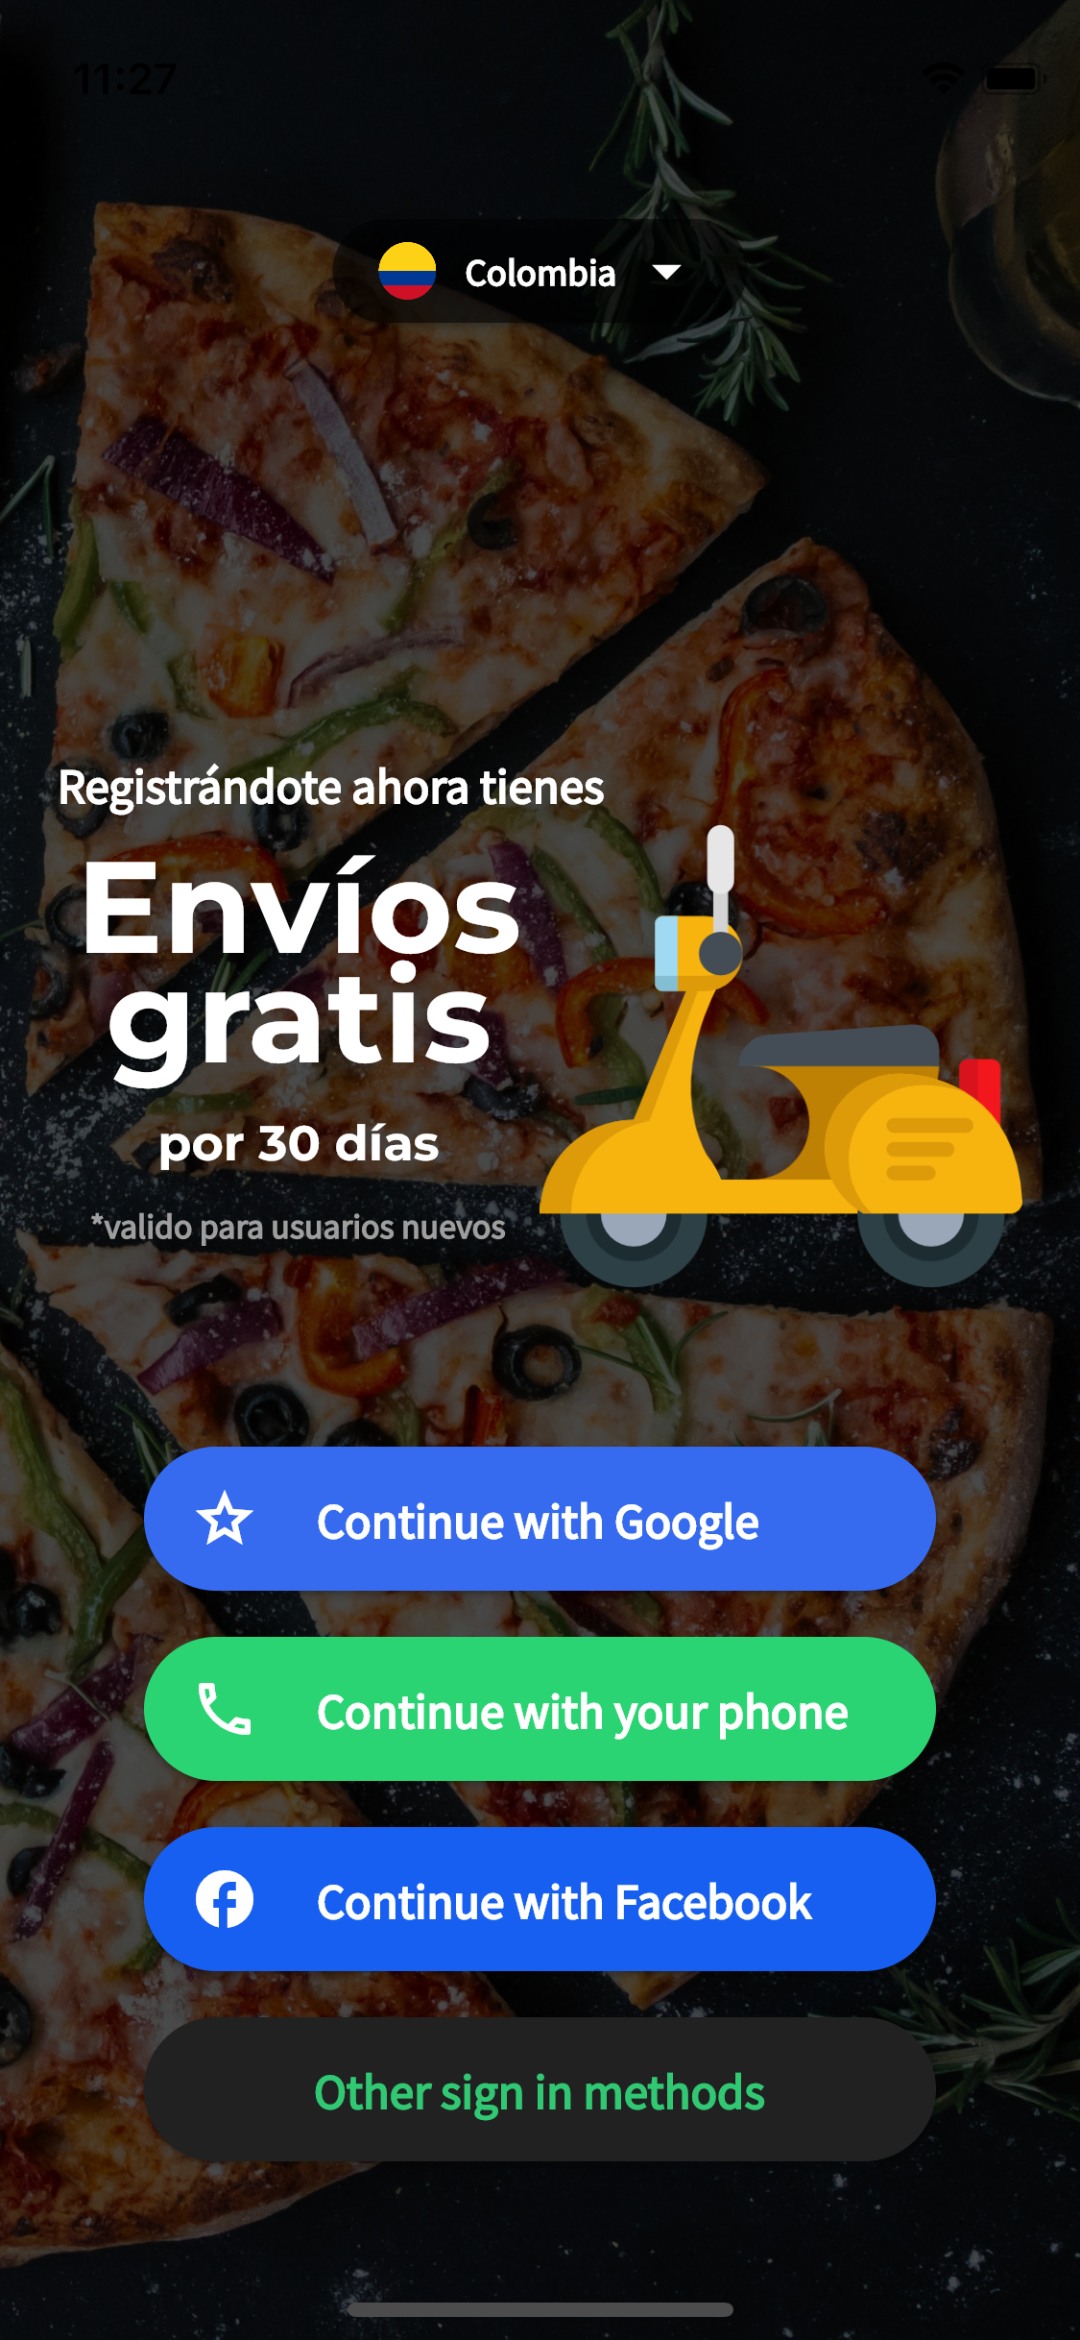 11:27
Colombia
Registrándote ahora tienes
Envíos
gratis
por 30 días
*valido para usuarios nuevos
Continue with Google
Continue with your phone
Continue with Facebook
Other sign in methods